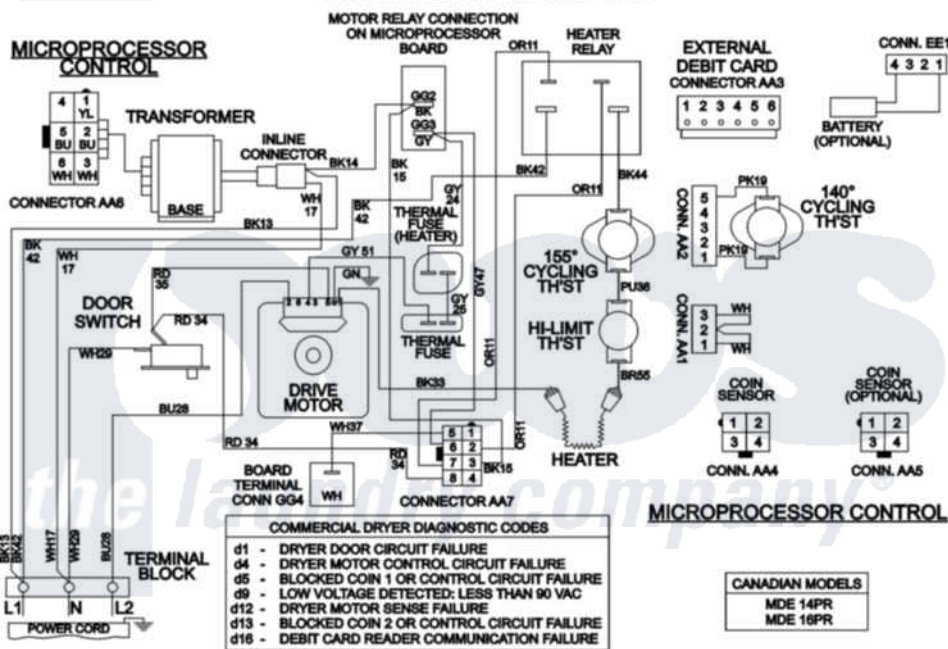 MOTOR RELAY CONNECTION
ON MICROPROCESSOR
BOARD
OR11
HEATER
RELAY
MICROPROCESSOR
CONTROL
EXTERNAL
DEBIT CARD
CONNECTOR AA3
CONN. EE1
4 3 2 1
4 1
YL
5 2
BU BU
6 3
WH WH
CONNECTOR AA6
TRANSFORMER
BASE
INLINE
CONNECTOR
GG2
BK
GG3
GY
1 2 3 4 5 6
BATTERY
(OPTIONAL)
BK14
BK
15
BK42
OR11
BK44
WH
17
BK
42
GY
24
BK13
THERMAL
FUSE
(HEATER)
PK19
5
4
3
2
1
CONN. AA2
PK19
140°
CYCLING
TH'ST
BK
42
WH
17
GY 51
GN
RD
35
GY47
155°
CYCLING
TH'ST
PU36
DOOR
SWITCH
RD 34
GY
25
THERMAL
FUSE
HI-LIMIT
TH'ST
3
2
1
WH
WH
CONN. AA1
WH29
DRIVE
MOTOR
OR11
BK33
BR55
COIN
SENSOR
COIN
SENSOR
(OPTIONAL)
BU28
OR11
1 2
3 4
1 2
3 4
WH37
5 1
6 2
7 3
8 4
RD 34
RD
34
BK15
HEATER
CONN. AA4
CONN. AA5
BOARD
TERMINAL
CONN GG4
WH
CONNECTOR AA7
the laundry company®
MICROPROCESSOR CONTROL
BK13
BK42
WH17
WH29
BU28
TERMINAL
BLOCK
L1 N L2
POWER CORD
COMMERCIAL DRYER DIAGNOSTIC CODES
d1 - DRYER DOOR CIRCUIT FAILURE
d4 - DRYER MOTOR CONTROL CIRCUIT FAILURE
d5 - BLOCKED COIN 1 OR CONTROL CIRCUIT FAILURE
d9 - LOW VOLTAGE DETECTED: LESS THAN 90 VAC
d12 - DRYER MOTOR SENSE FAILURE
d13 - BLOCKED COIN 2 OR CONTROL CIRCUIT FAILURE
d16 - DEBIT CARD READER COMMUNICATION FAILURE
CANADIAN MODELS
MDE 14PR
MDE 16PR